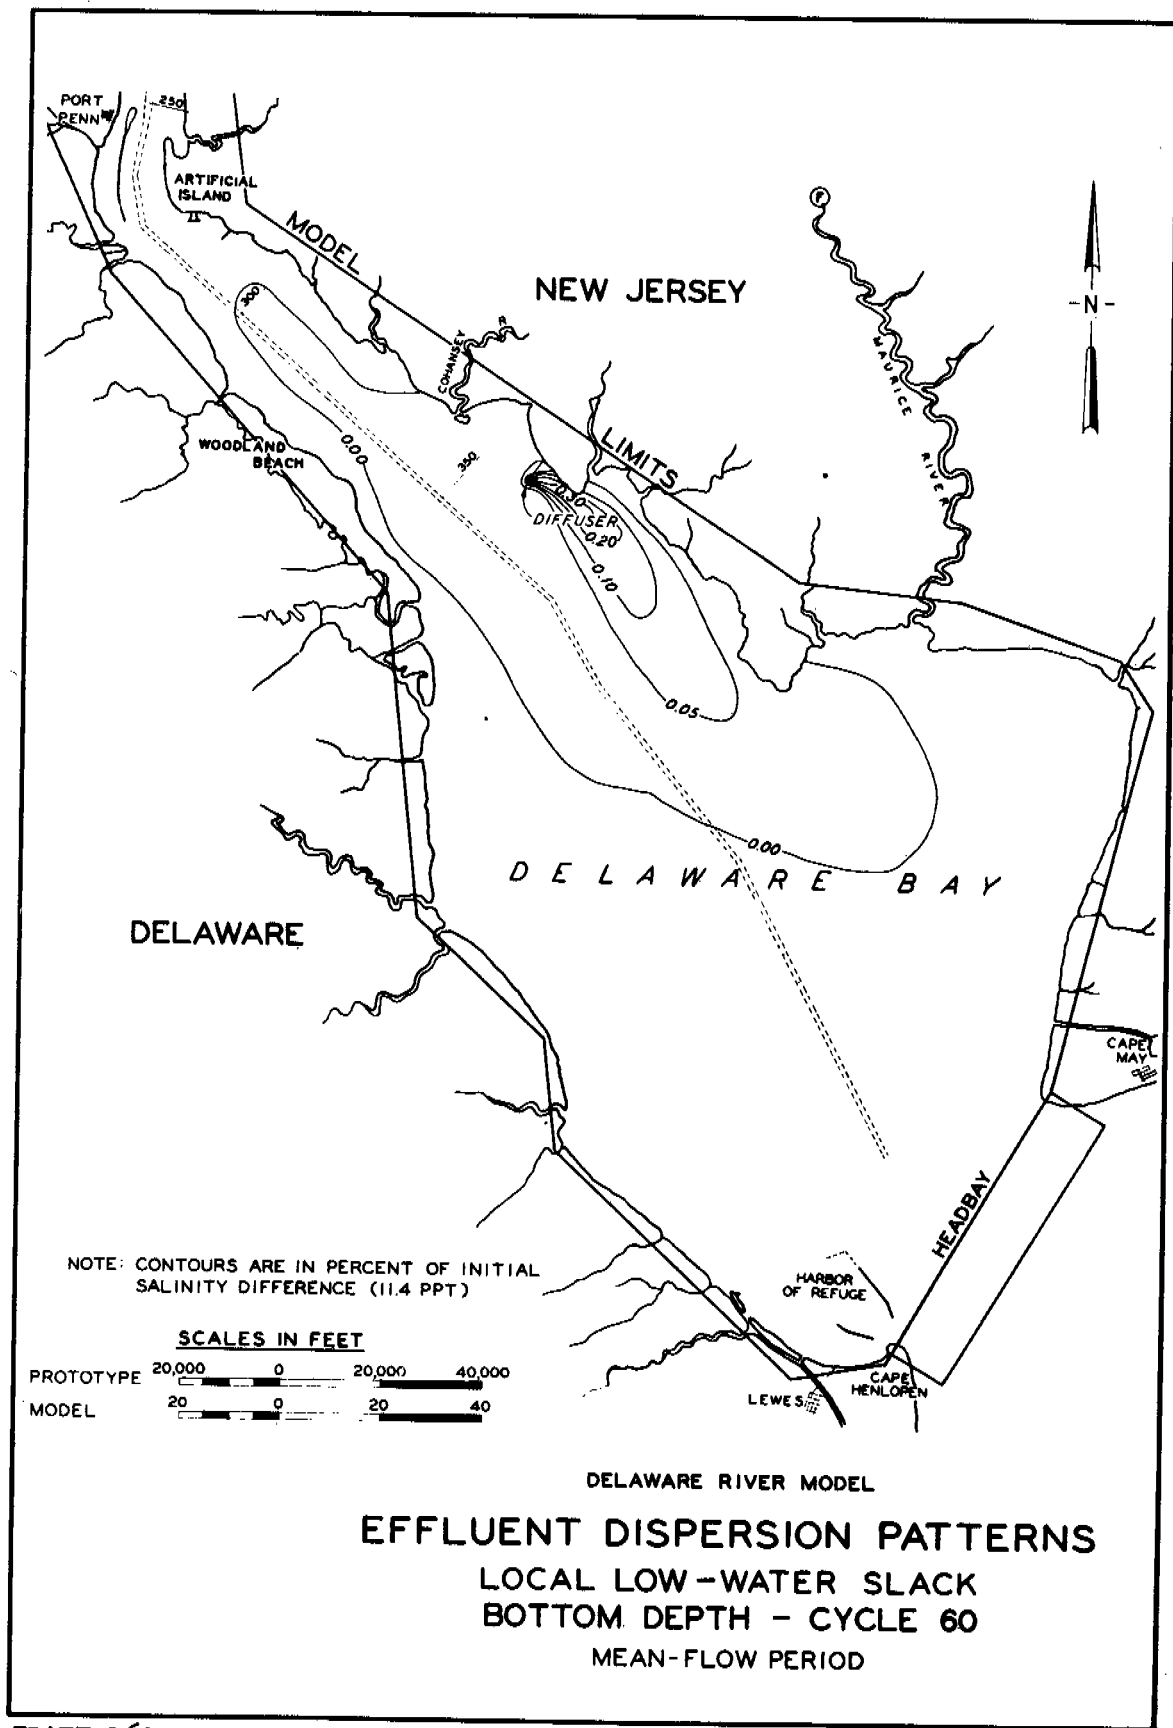 PORT
PENN
250
ARTIFICIAL
ISLAND
MODEL
F
NEW JERSEY
-N-
300
COHANSEY
R
MAURICE
RIVER
WOODLAND
BEACH
0.00
350
LIMITS
0.30
DIFFUSER
0.20
0.10
0.05
0.00
DELAWARE BAY
DELAWARE
CAPE
MAY
HEADBAY
NOTE: CONTOURS ARE IN PERCENT OF INITIAL
SALINITY DIFFERENCE (11.4 PPT)
HARBOR
OF REFUGE
SCALES IN FEET
PROTOTYPE 20,000 0 20,000 40,000
MODEL 20 0 20 40
CAPE
HENLOPEN
LEWES
DELAWARE RIVER MODEL
EFFLUENT DISPERSION PATTERNS
LOCAL LOW-WATER SLACK
BOTTOM DEPTH - CYCLE 60
MEAN-FLOW PERIOD